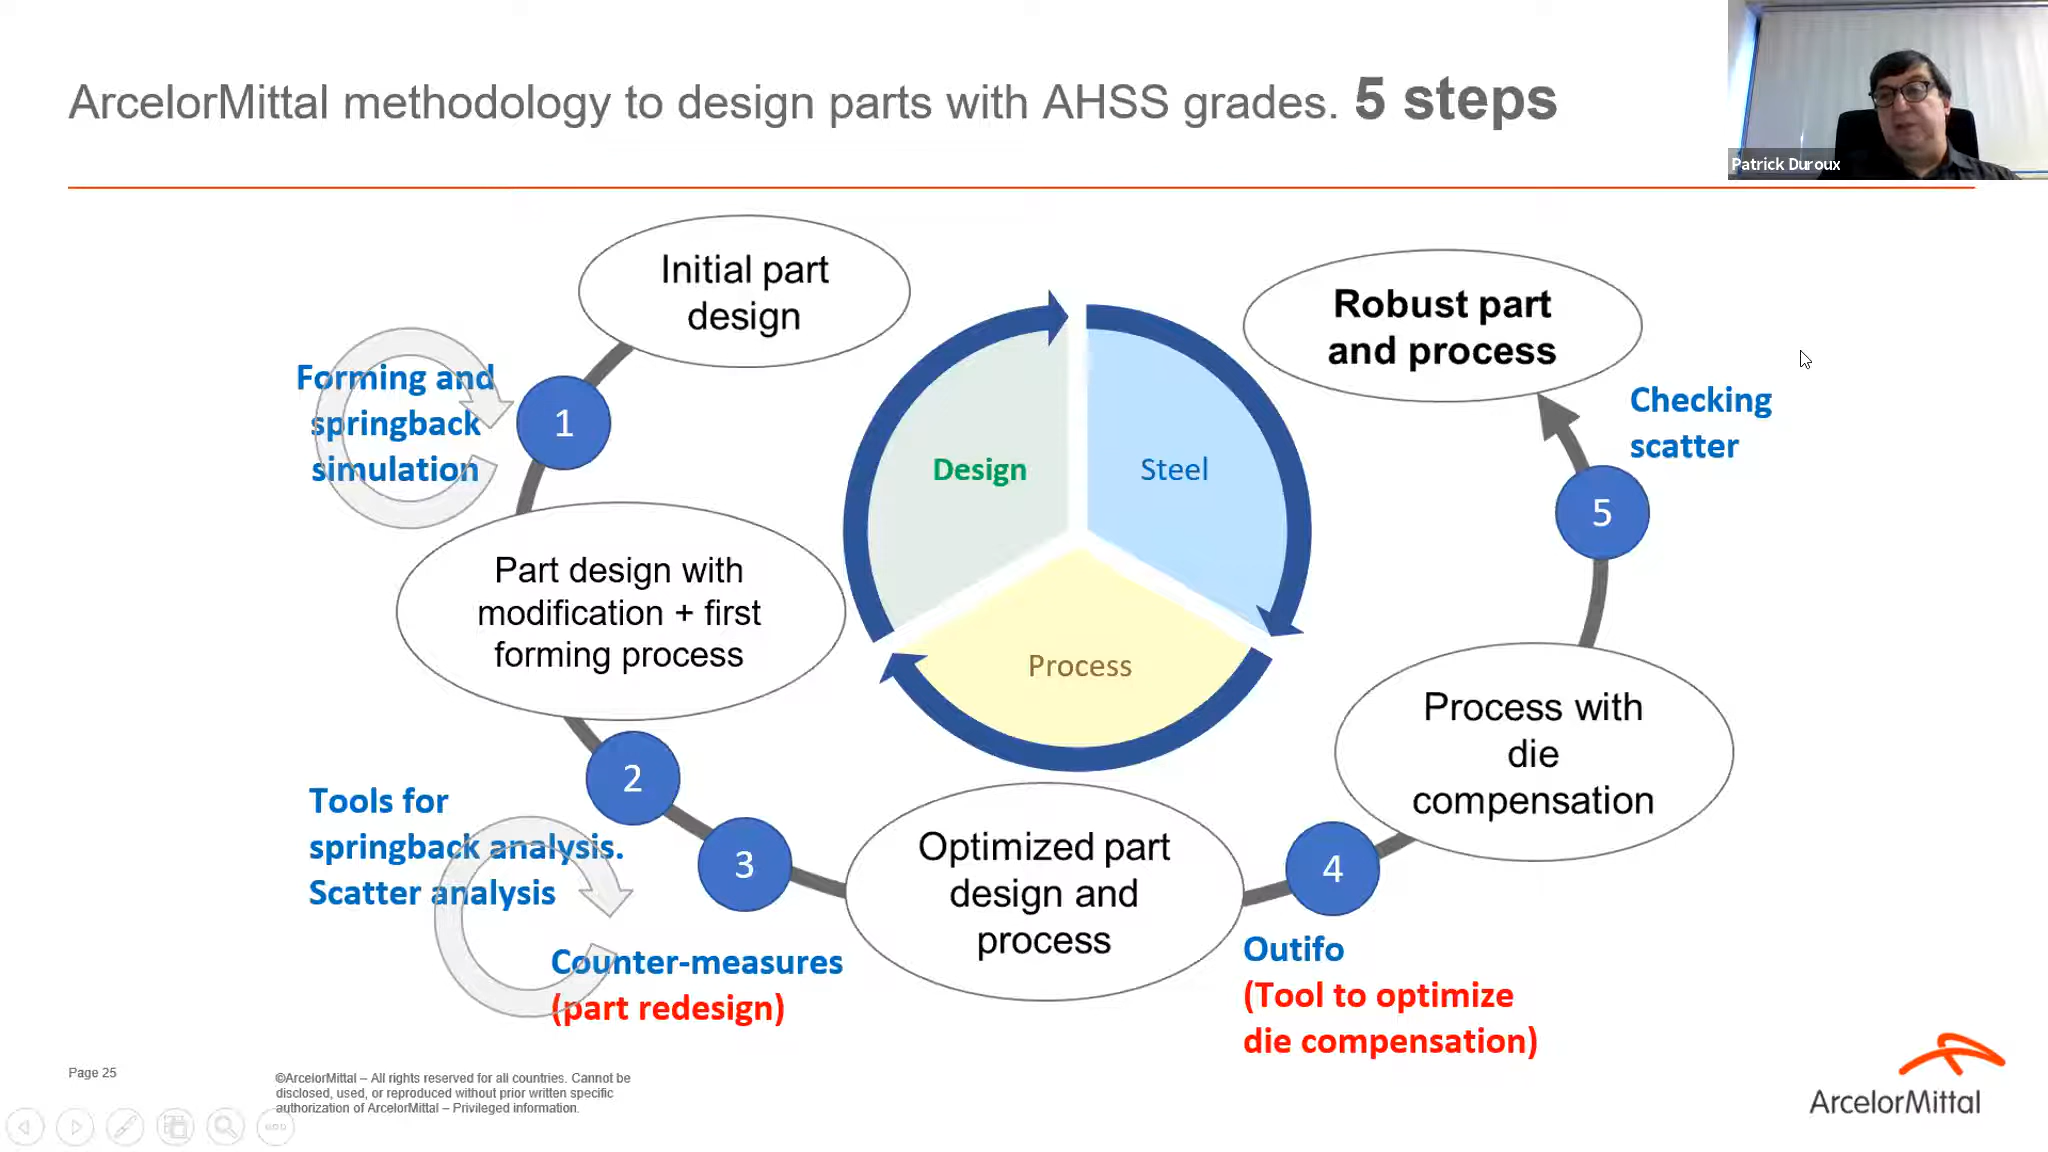 ArcelorMittal methodology to design parts with AHSS grades. 5 steps
Patrick Duroux
Initial part
design
Robust part
and process
Forming and
springback
simulation
1
Checking
scatter
Design
Steel
5
Part design with
modification + first
forming process
Process
Process with
die
compensation
2
Tools for
springback analysis.
Scatter analysis
3
Optimized part
design and
process
4
Counter-measures
(part redesign)
Outifo
(Tool to optimize
die compensation)
Page 25
©ArcelorMittal – All rights reserved for all countries. Cannot be
disclosed, used, or reproduced without prior written specific
authorization of ArcelorMittal – Privileged information.
ArcelorMittal